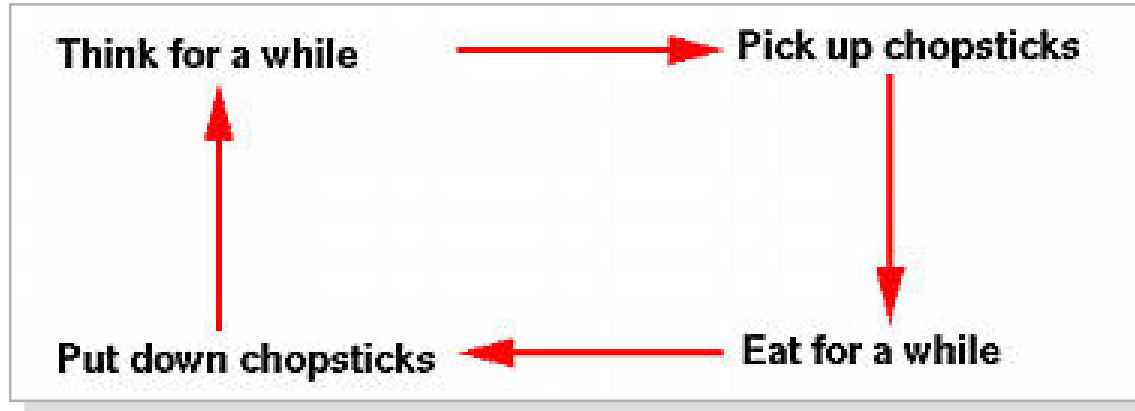 Think for a while
Pick up chopsticks
Put down chopsticks
Eat for a while